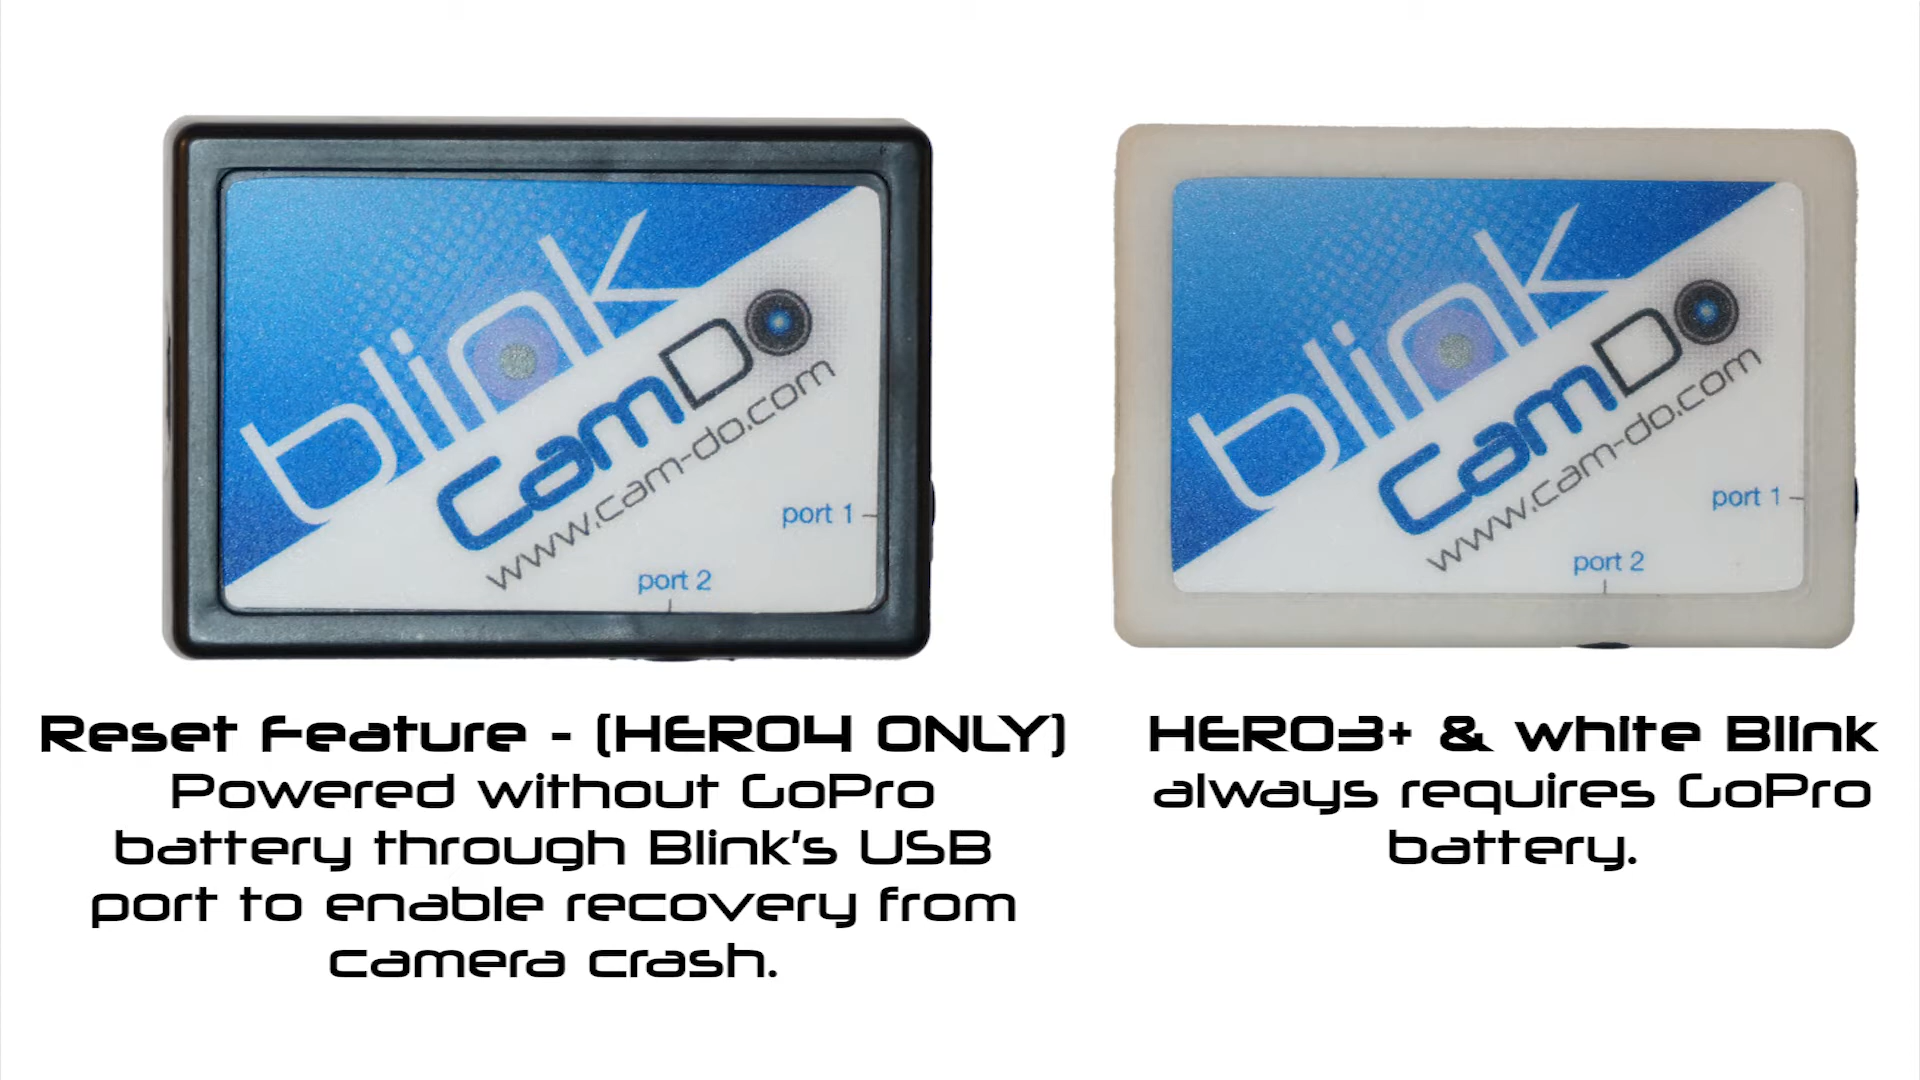 blink
CamDo
www.cam-do.com
port 1
port 2
blink
CamDo
www.cam-do.com
port 1
port 2
Reset Feature - (HERO4 ONLY)
Powered without GoPro
battery through Blink's USB
port to enable recovery from
camera crash.
HERO3+ & white Blink
always requires GoPro
battery.